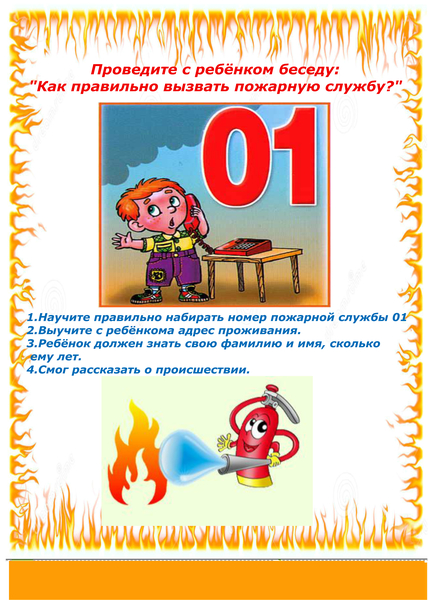 Проведите с ребёнком беседу:
"Как правильно вызвать пожарную службу?"
01
1.Научите правильно набирать номер пожарной службы 01
2.Выучите с ребёнкома адрес проживания.
3.Ребёнок должен знать свою фамилию и имя, сколько
ему лет.
4.Смог рассказать о происшествии.